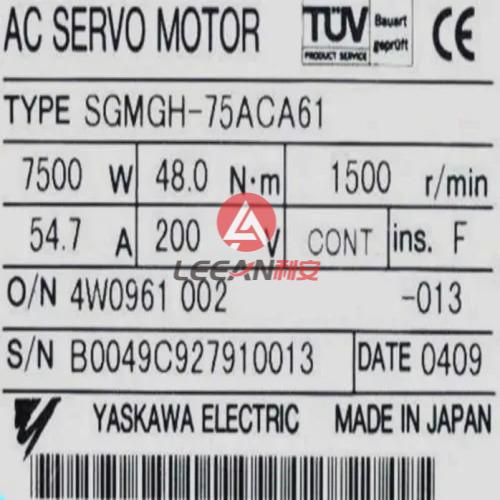 AC SERVO MOTOR TÜV Bauart geprüft PRODUCT SERVICE CE
TYPE SGMGH-75ACA61
7500 W 48.0 N·m 1500 r/min
54.7 A 200 V CONT ins. F
LEEAN利安
O/N 4W0961 002 -013
S/N B0049C927910013 DATE 0409
YASKAWA ELECTRIC MADE IN JAPAN